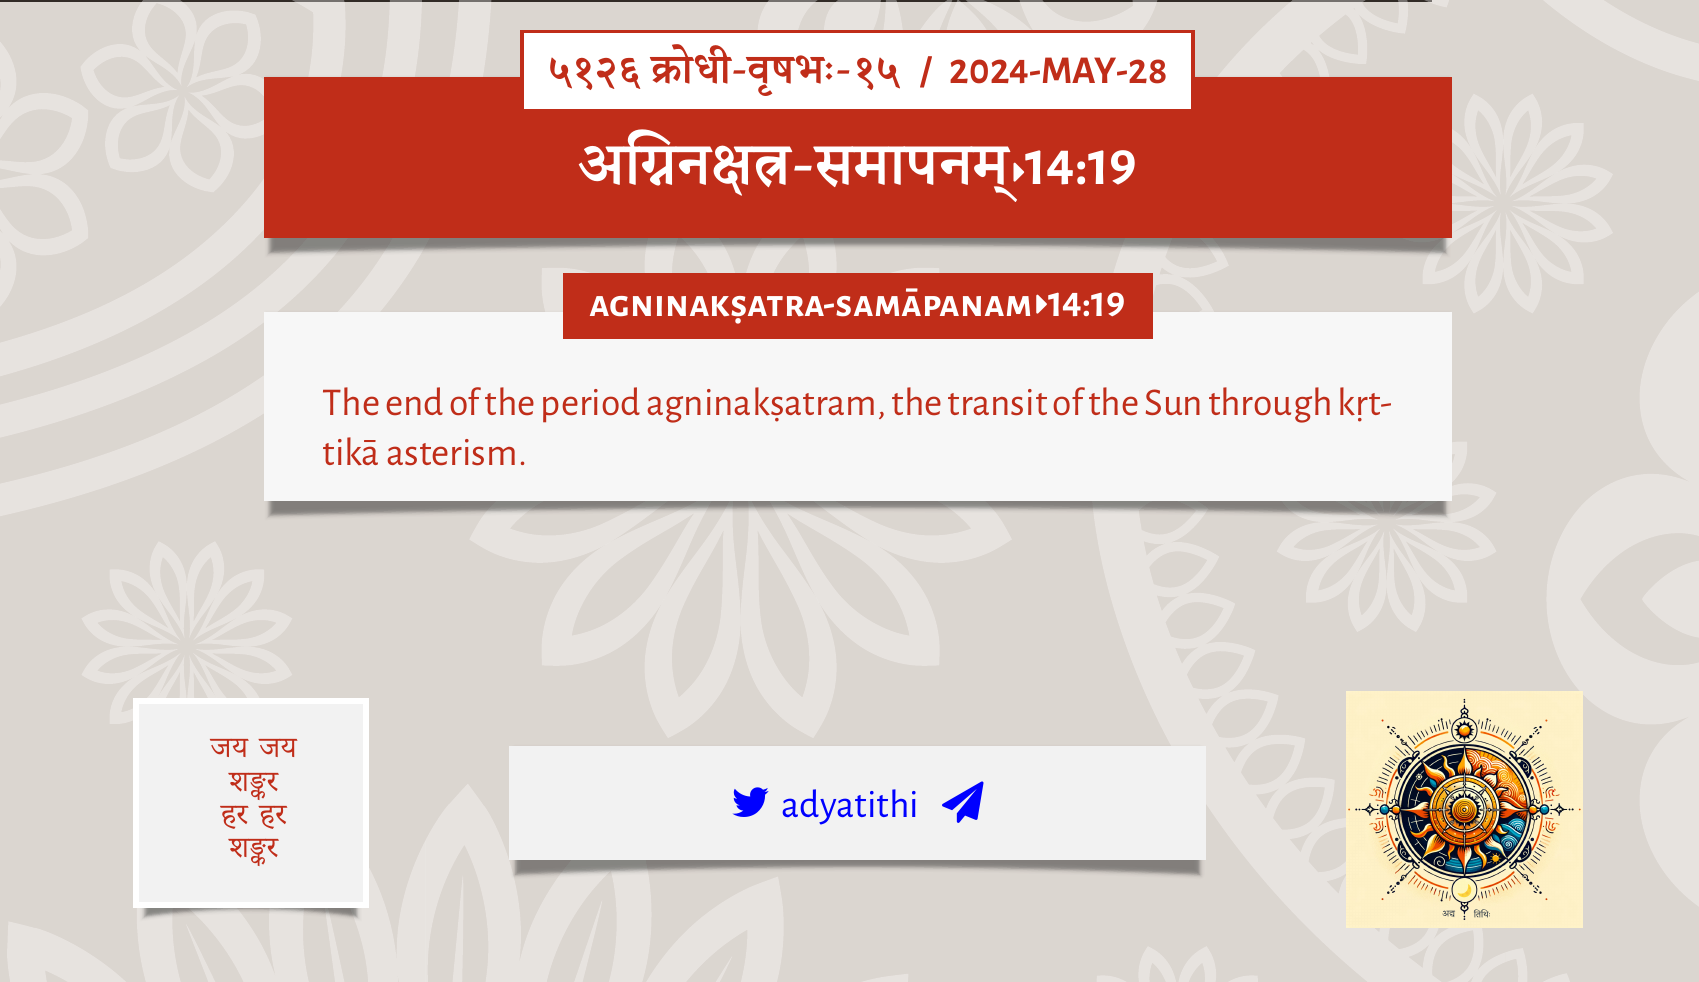 ५१२६ क्रोधी-वृषभः-१५ / 2024-MAY-28
अग्निनक्षत्र-समापनम्▸14:19
AGNINAKṢATRA-SAMĀPANAM▸14:19
The end of the period agninakṣatram, the transit of the Sun through kṛt-
tikā asterism.
जय जय
शङ्कर
हर हर
शङ्कर
adyatithi
अद्य तिथिः